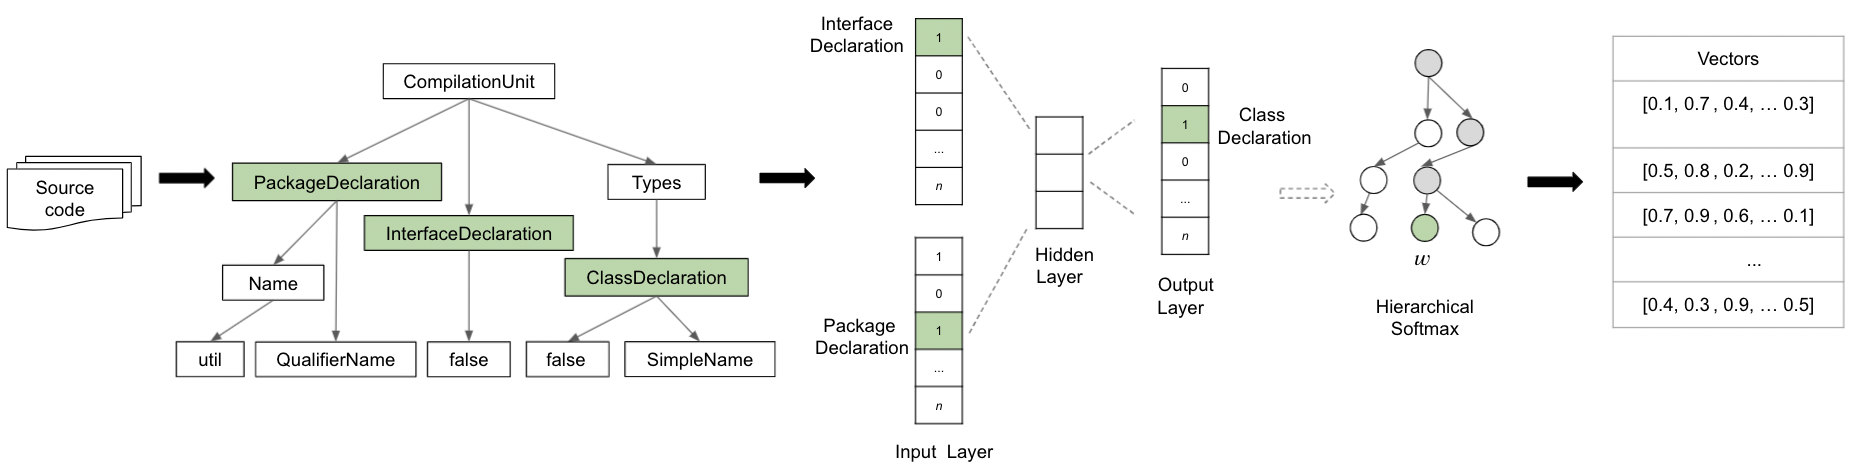 Source
code
CompilationUnit
PackageDeclaration
Types
InterfaceDeclaration
Name
ClassDeclaration
util
QualifierName
false
false
SimpleName
Interface
Declaration
1
0
0
...
n
Package
Declaration
1
0
1
...
n
Input Layer
Hidden
Layer
0
1
0
...
n
Class
Declaration
Output
Layer
w
Hierarchical
Softmax
Vectors
[0.1, 0.7 , 0.4, … 0.3]
[0.5, 0.8 , 0.2, … 0.9]
[0.7, 0.9 , 0.6, … 0.1]
...
[0.4, 0.3 , 0.9, … 0.5]